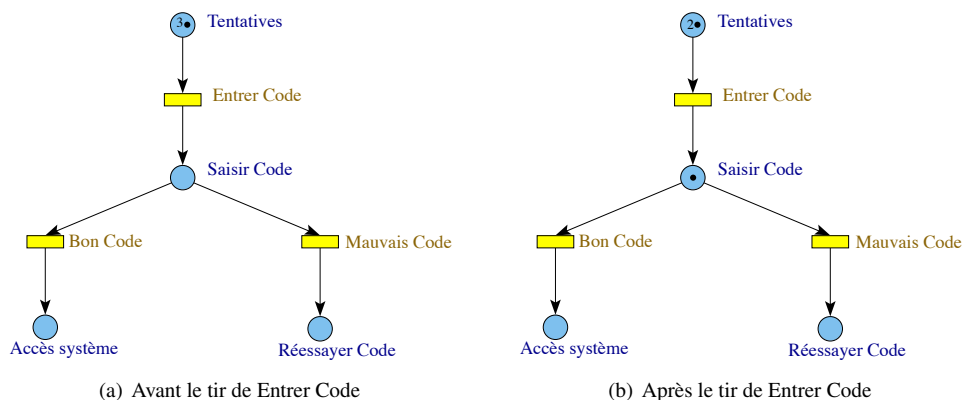 3• Tentatives
Entrer Code
Saisir Code
Bon Code
Mauvais Code
Accès système
Réessayer Code
(a) Avant le tir de Entrer Code
2• Tentatives
Entrer Code
Saisir Code
Bon Code
Mauvais Code
Accès système
Réessayer Code
(b) Après le tir de Entrer Code